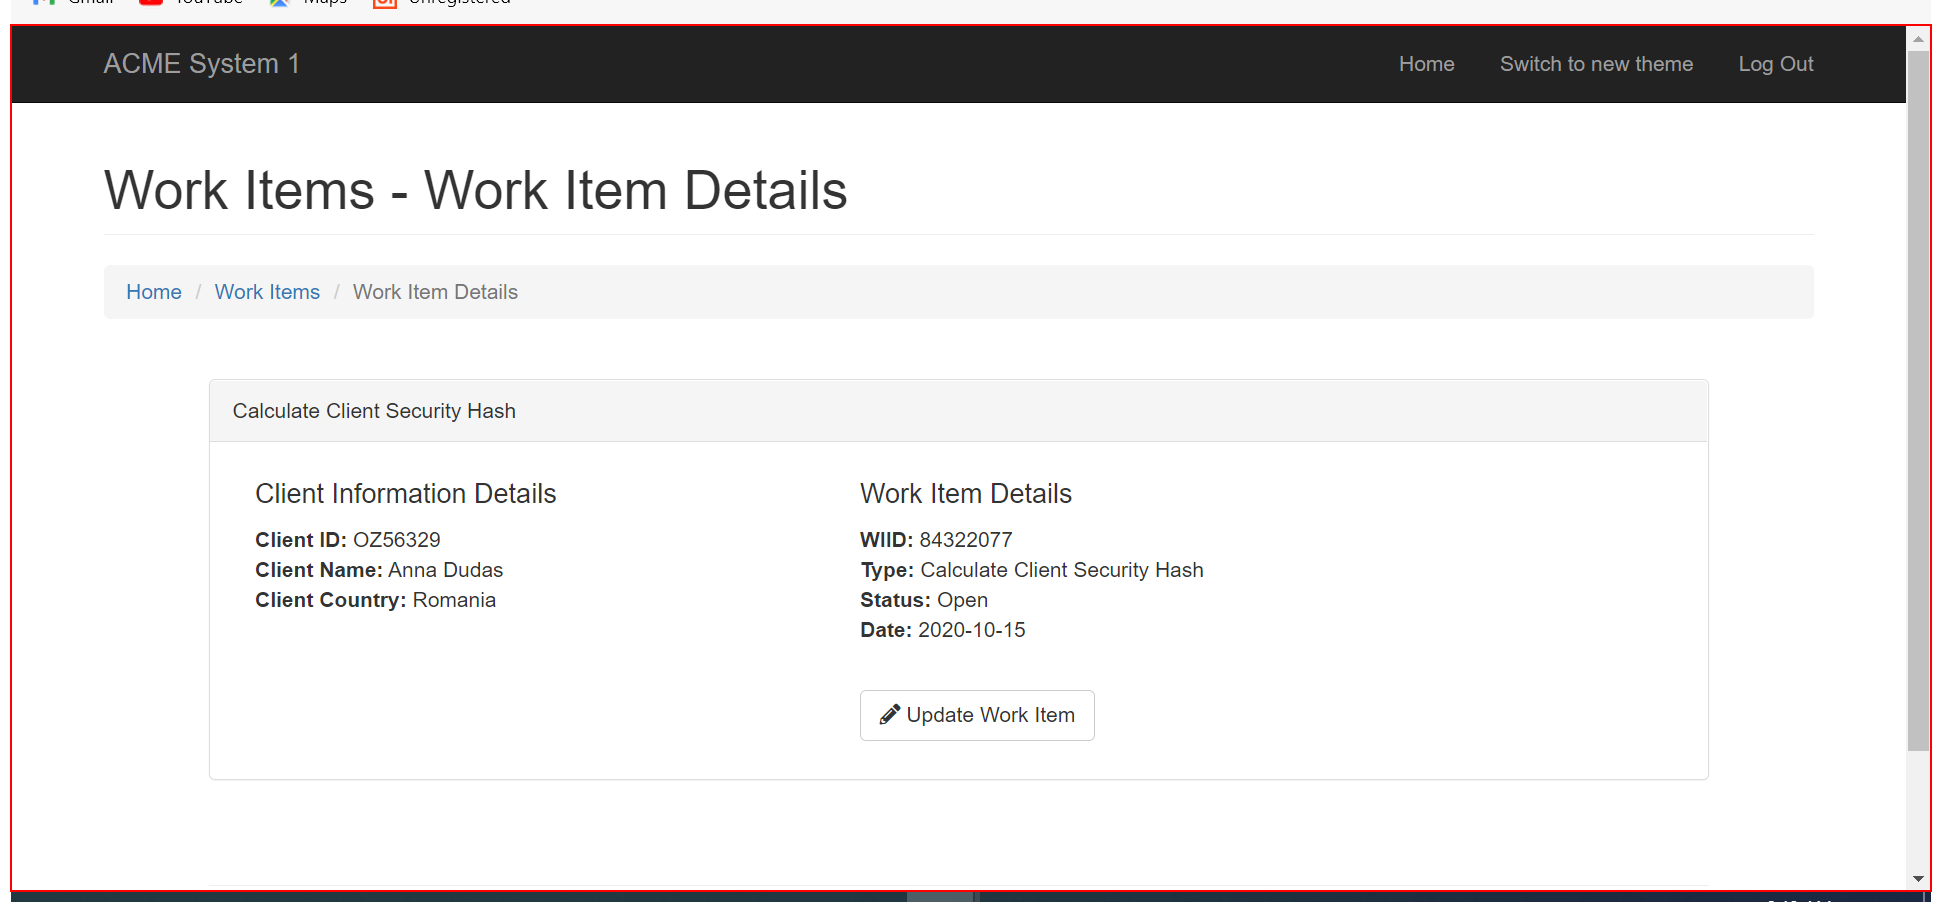 Gmail YouTube Maps Unregistered
ACME System 1 Home Switch to new theme Log Out
Work Items - Work Item Details
Home / Work Items / Work Item Details
Calculate Client Security Hash
Client Information Details
Client ID: OZ56329
Client Name: Anna Dudas
Client Country: Romania
Work Item Details
WIID: 84322077
Type: Calculate Client Security Hash
Status: Open
Date: 2020-10-15
Update Work Item